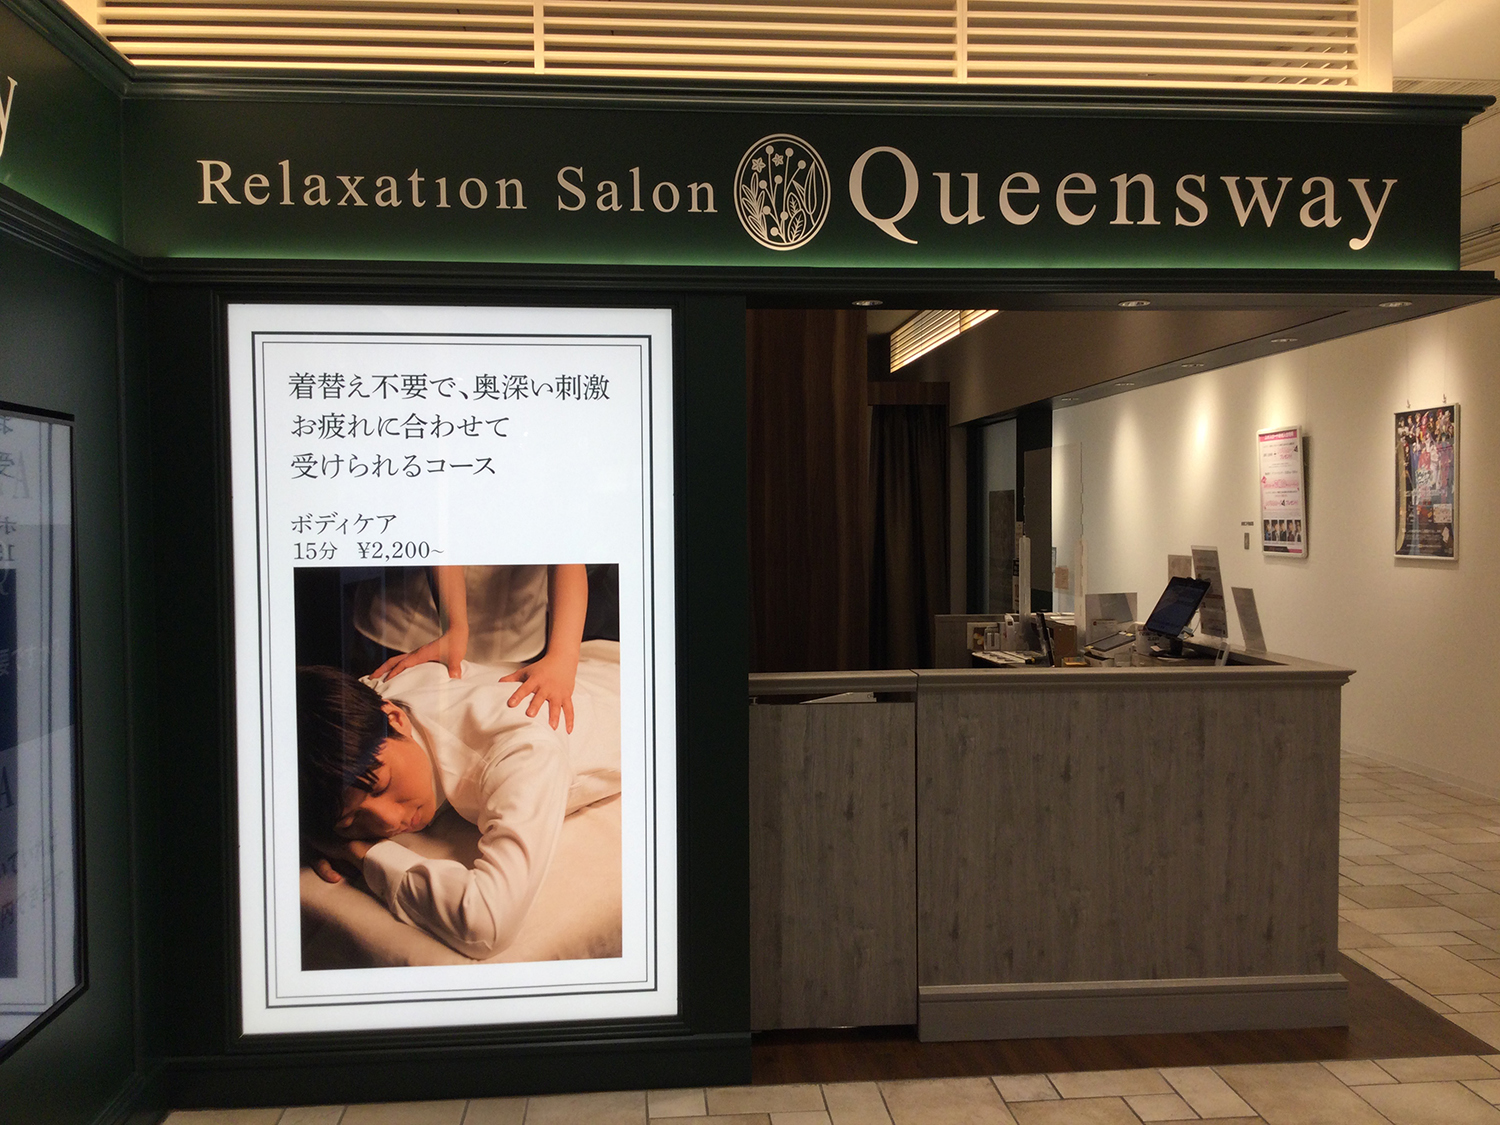 Relaxation Salon Queensway
着替え不要で、奥深い刺激
お疲れに合わせて
受けられるコース
ボディケア
15分 ¥2,200~